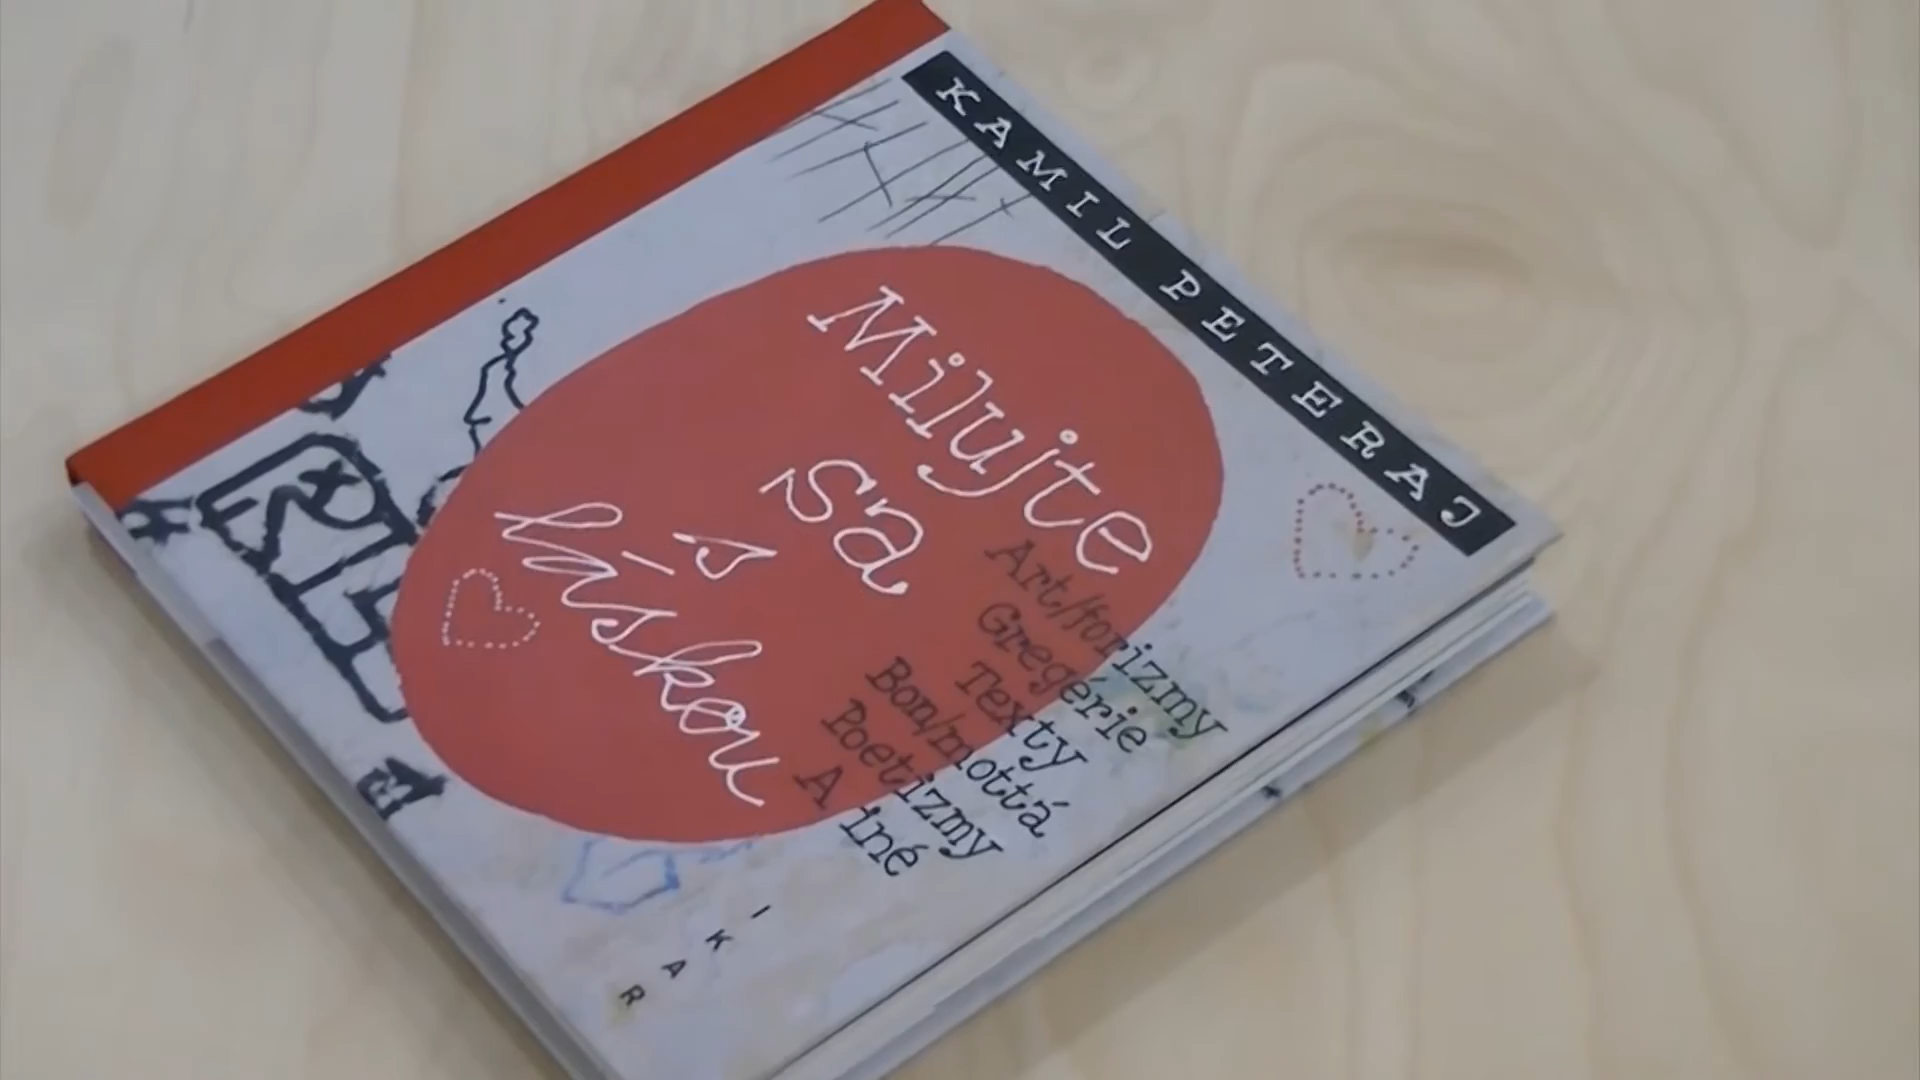 KAMIL PETERAJ
Milujte
sa
s
láskou
Art/forizmy
Gregérie
Texty
Bon/mottá
Poetizmy
A iné
IKAR